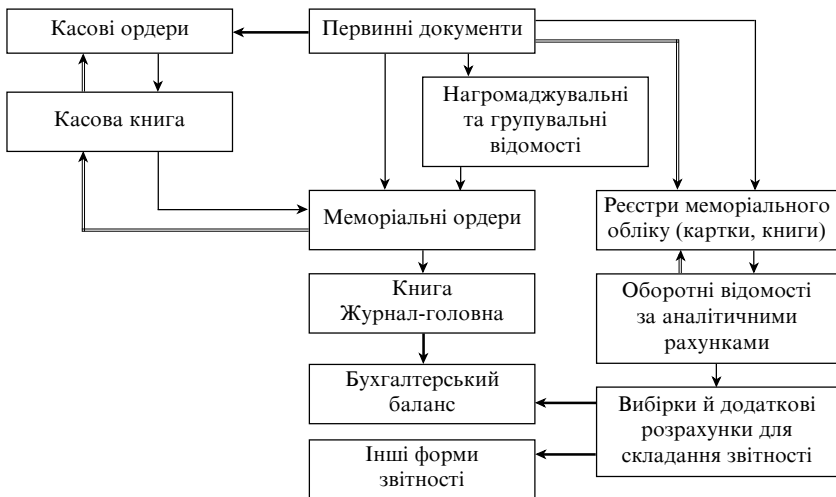 Касові ордери
Первинні документи
Касова книга
Нагромаджувальні
та групувальні
відомості
Меморіальні ордери
Реєстри меморіального
обліку (картки, книги)
Книга
Журнал-головна
Оборотні відомості
за аналітичними
рахунками
Бухгалтерський
баланс
Вибірки й додаткові
розрахунки для
складання звітності
Інші форми
звітності